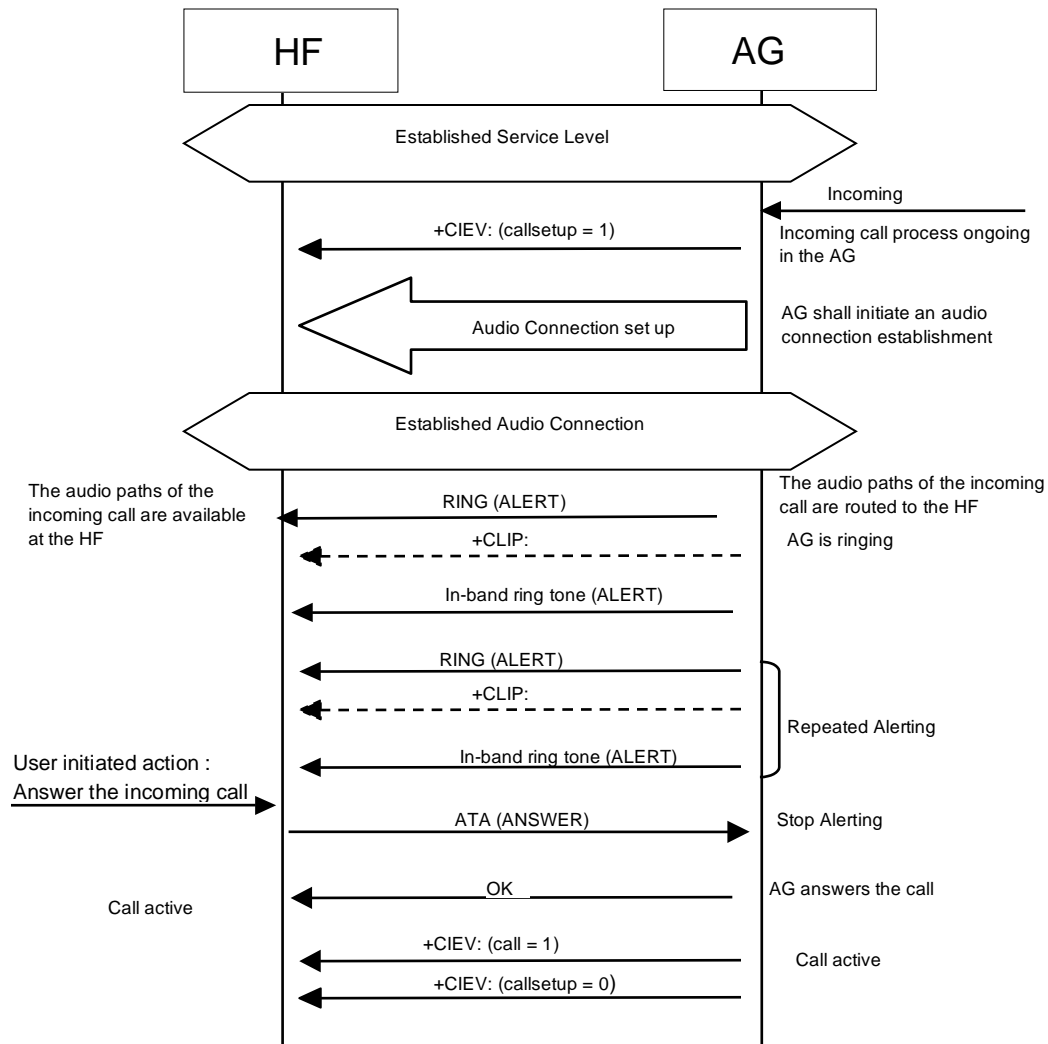 HF
AG
Established Service Level
Incoming
+CIEV: (callsetup = 1)
Incoming call process ongoing
in the AG
Audio Connection set up
AG shall initiate an audio
connection establishment
Established Audio Connection
The audio paths of the
incoming call are available
at the HF
The audio paths of the incoming
call are routed to the HF
RING (ALERT)
+CLIP:
AG is ringing
In-band ring tone (ALERT)
RING (ALERT)
+CLIP:
Repeated Alerting
In-band ring tone (ALERT)
User initiated action :
Answer the incoming call
ATA (ANSWER)
Stop Alerting
OK
AG answers the call
Call active
+CIEV: (call = 1)
Call active
+CIEV: (callsetup = 0)